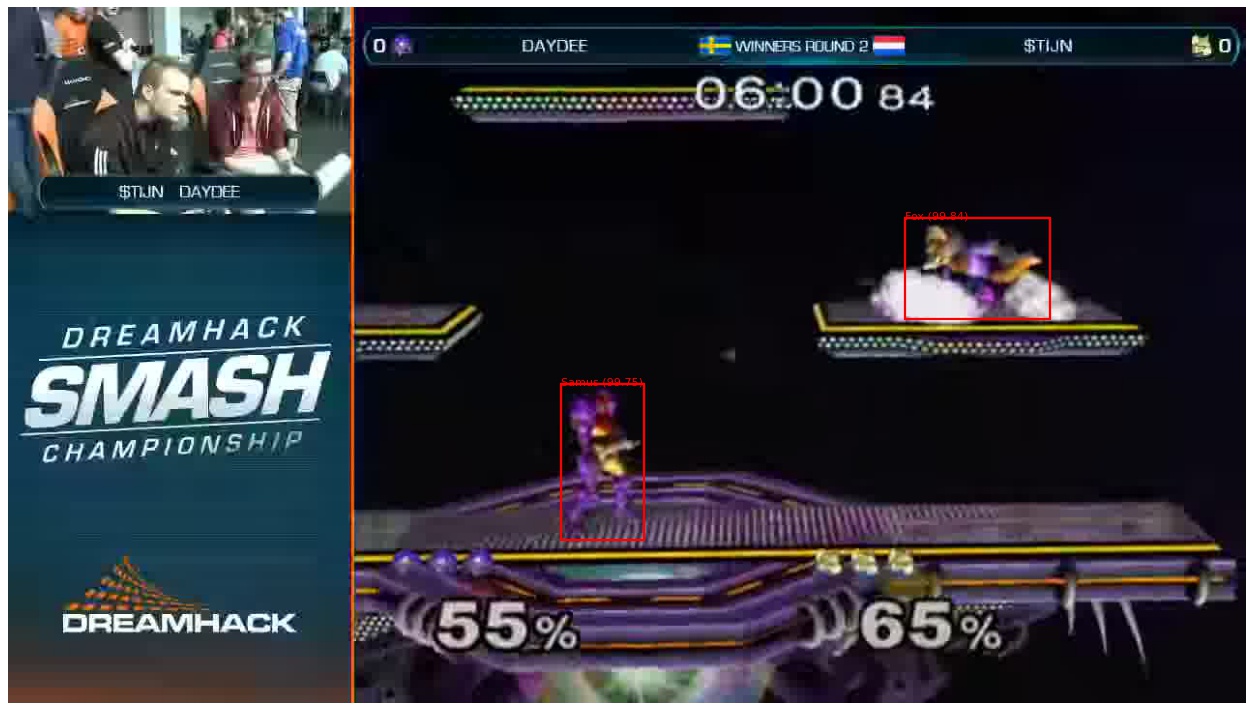 0 DAYDEE WINNERS ROUND 2 $TIJN 0
06:00 84
$TIJN DAYDEE
Fox (99.84)
DREAMHACK
SMASH
CHAMPIONSHIP
Samus (99.75)
DREAMHACK
55% 65%